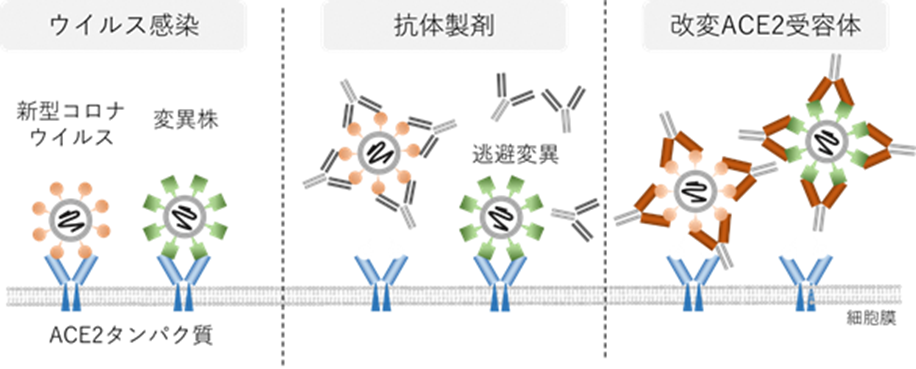 ウイルス感染
抗体製剤
改変ACE2受容体
新型コロナ
ウイルス
変異株
逃避変異
ACE2タンパク質
細胞膜